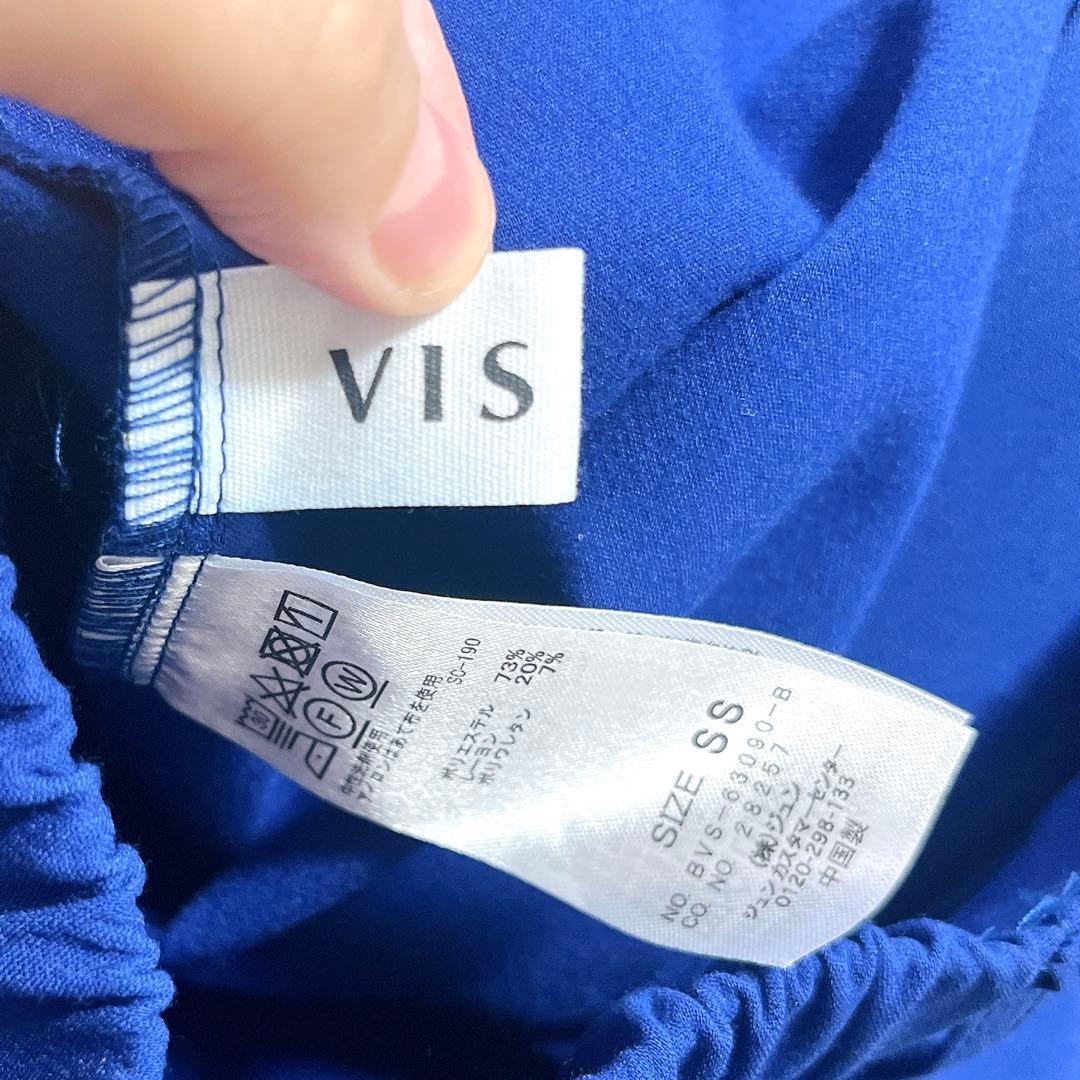 VIS
30
F
W
中性洗剤使用
アイロンはあて布を使用
SC-190
ポリエステル 73%
レーヨン 20%
ポリウレタン 7%
SIZE SS
NO. BVS-63090-B
CO NO. 28257
(株)ジュン
ジュンカスタマーセンター
0120-298-133
中国製